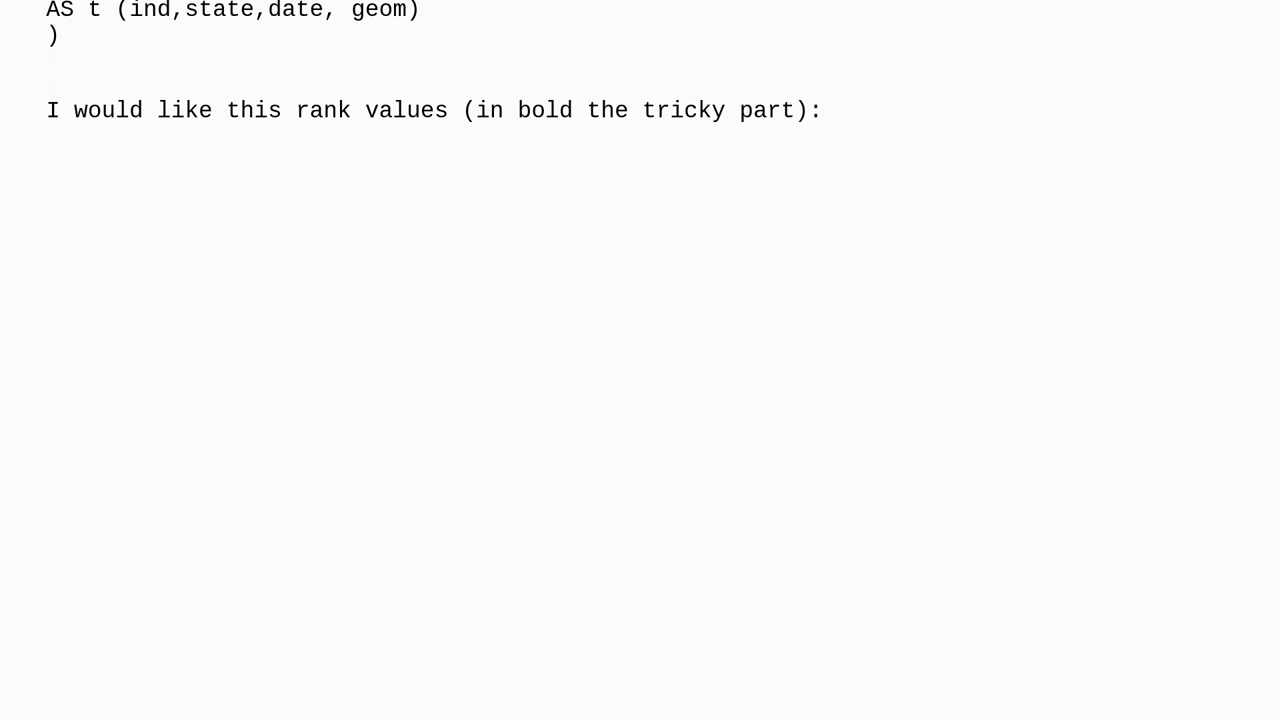 AS t (ind,state,date, geom)
)
I would like this rank values (in bold the tricky part):